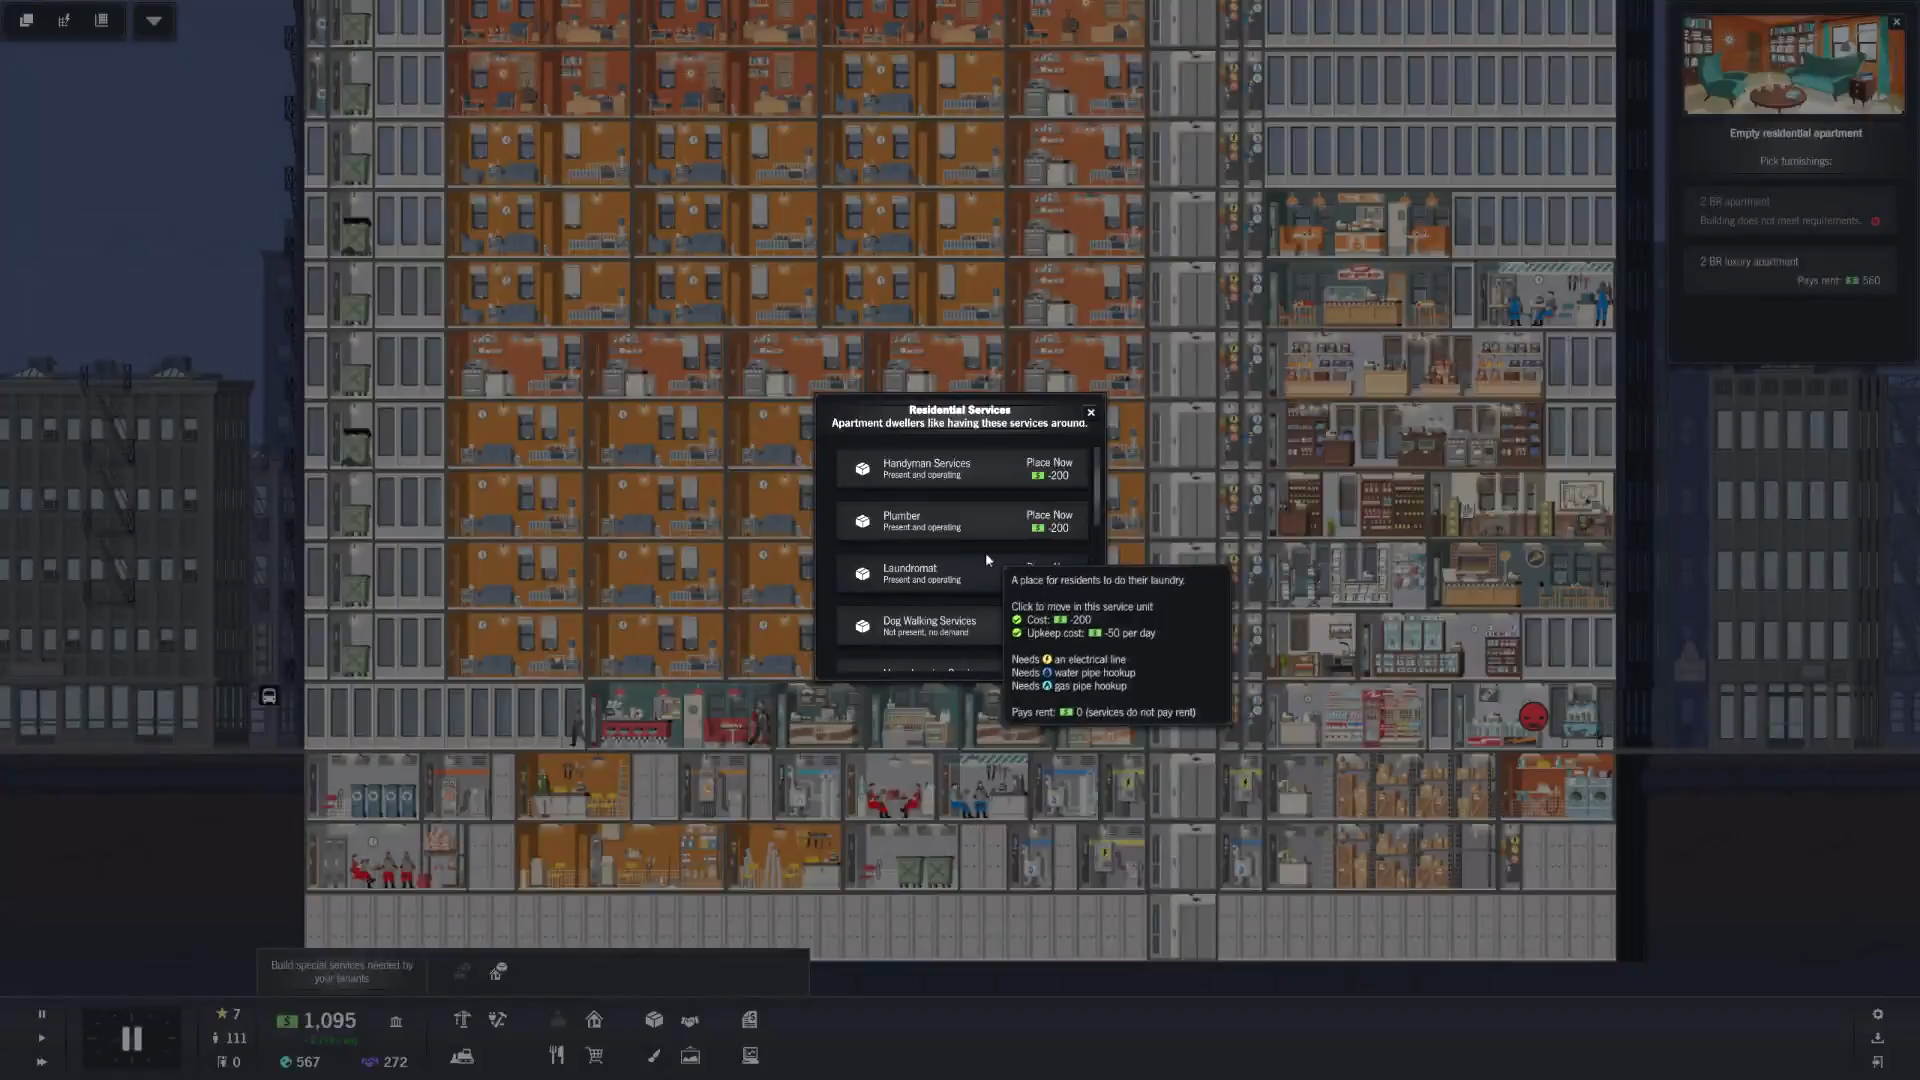 Empty residential apartment
Pick furnishings:
2 BR apartment
Building does not meet requirements.
2 BR luxury apartment
Pays rent: $ 560
Residential Services
Apartment dwellers like having these services around.
Handyman Services
Present and operating
Place Now
$ -200
Plumber
Present and operating
Place Now
$ -200
Laundromat
Present and operating
Dog Walking Services
Not present, no demand
A place for residents to do their laundry.
Click to move in this service unit
Cost: $ -200
Upkeep cost: $ -50 per day
Needs an electrical line
Needs water pipe hookup
Needs gas pipe hookup
Pays rent: $ 0 (services do not pay rent)
Build special services needed by
your tenants
7
111
0
$ 1,095
567
272